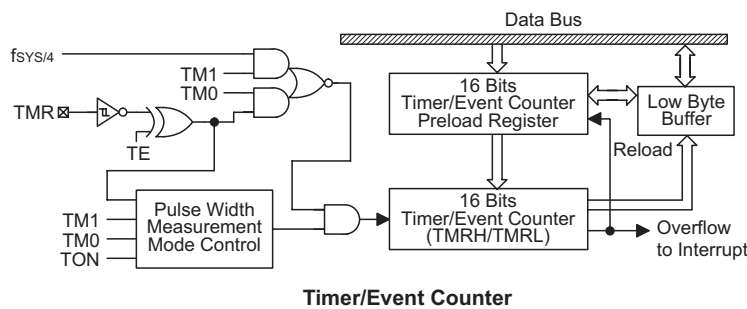 Data Bus
fSYS/4
TM1
TM0
TMR
TE
16 Bits
Timer/Event Counter
Preload Register
Low Byte
Buffer
Reload
TM1
TM0
TON
Pulse Width
Measurement
Mode Control
16 Bits
Timer/Event Counter
(TMRH/TMRL)
Overflow
to Interrupt
Timer/Event Counter